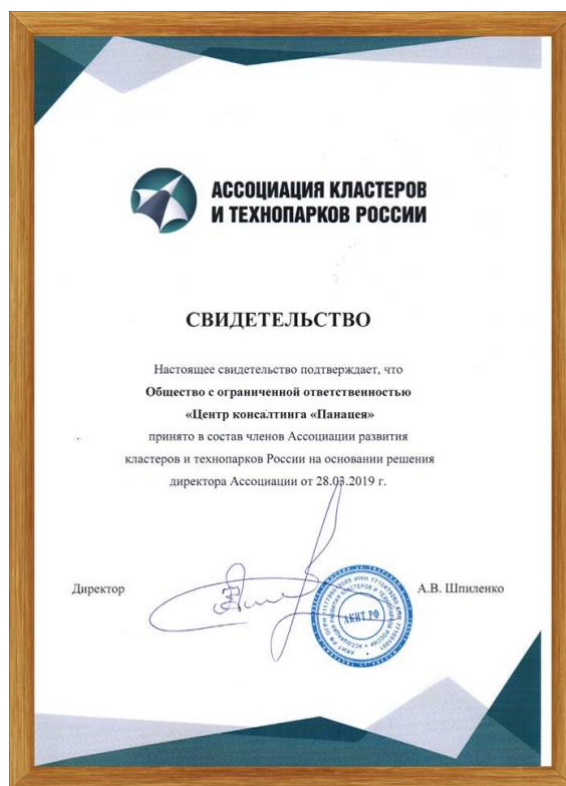 АССОЦИАЦИЯ КЛАСТЕРОВ
И ТЕХНОПАРКОВ РОССИИ
СВИДЕТЕЛЬСТВО
Настоящее свидетельство подтверждает, что
Общество с ограниченной ответственностью
«Центр консалтинга «Панацея»
принято в состав членов Ассоциации развития
кластеров и технопарков России на основании решения
директора Ассоциации от 28.03.2019 г.
Директор
А.В. Шпиленко
АКИТ РФ